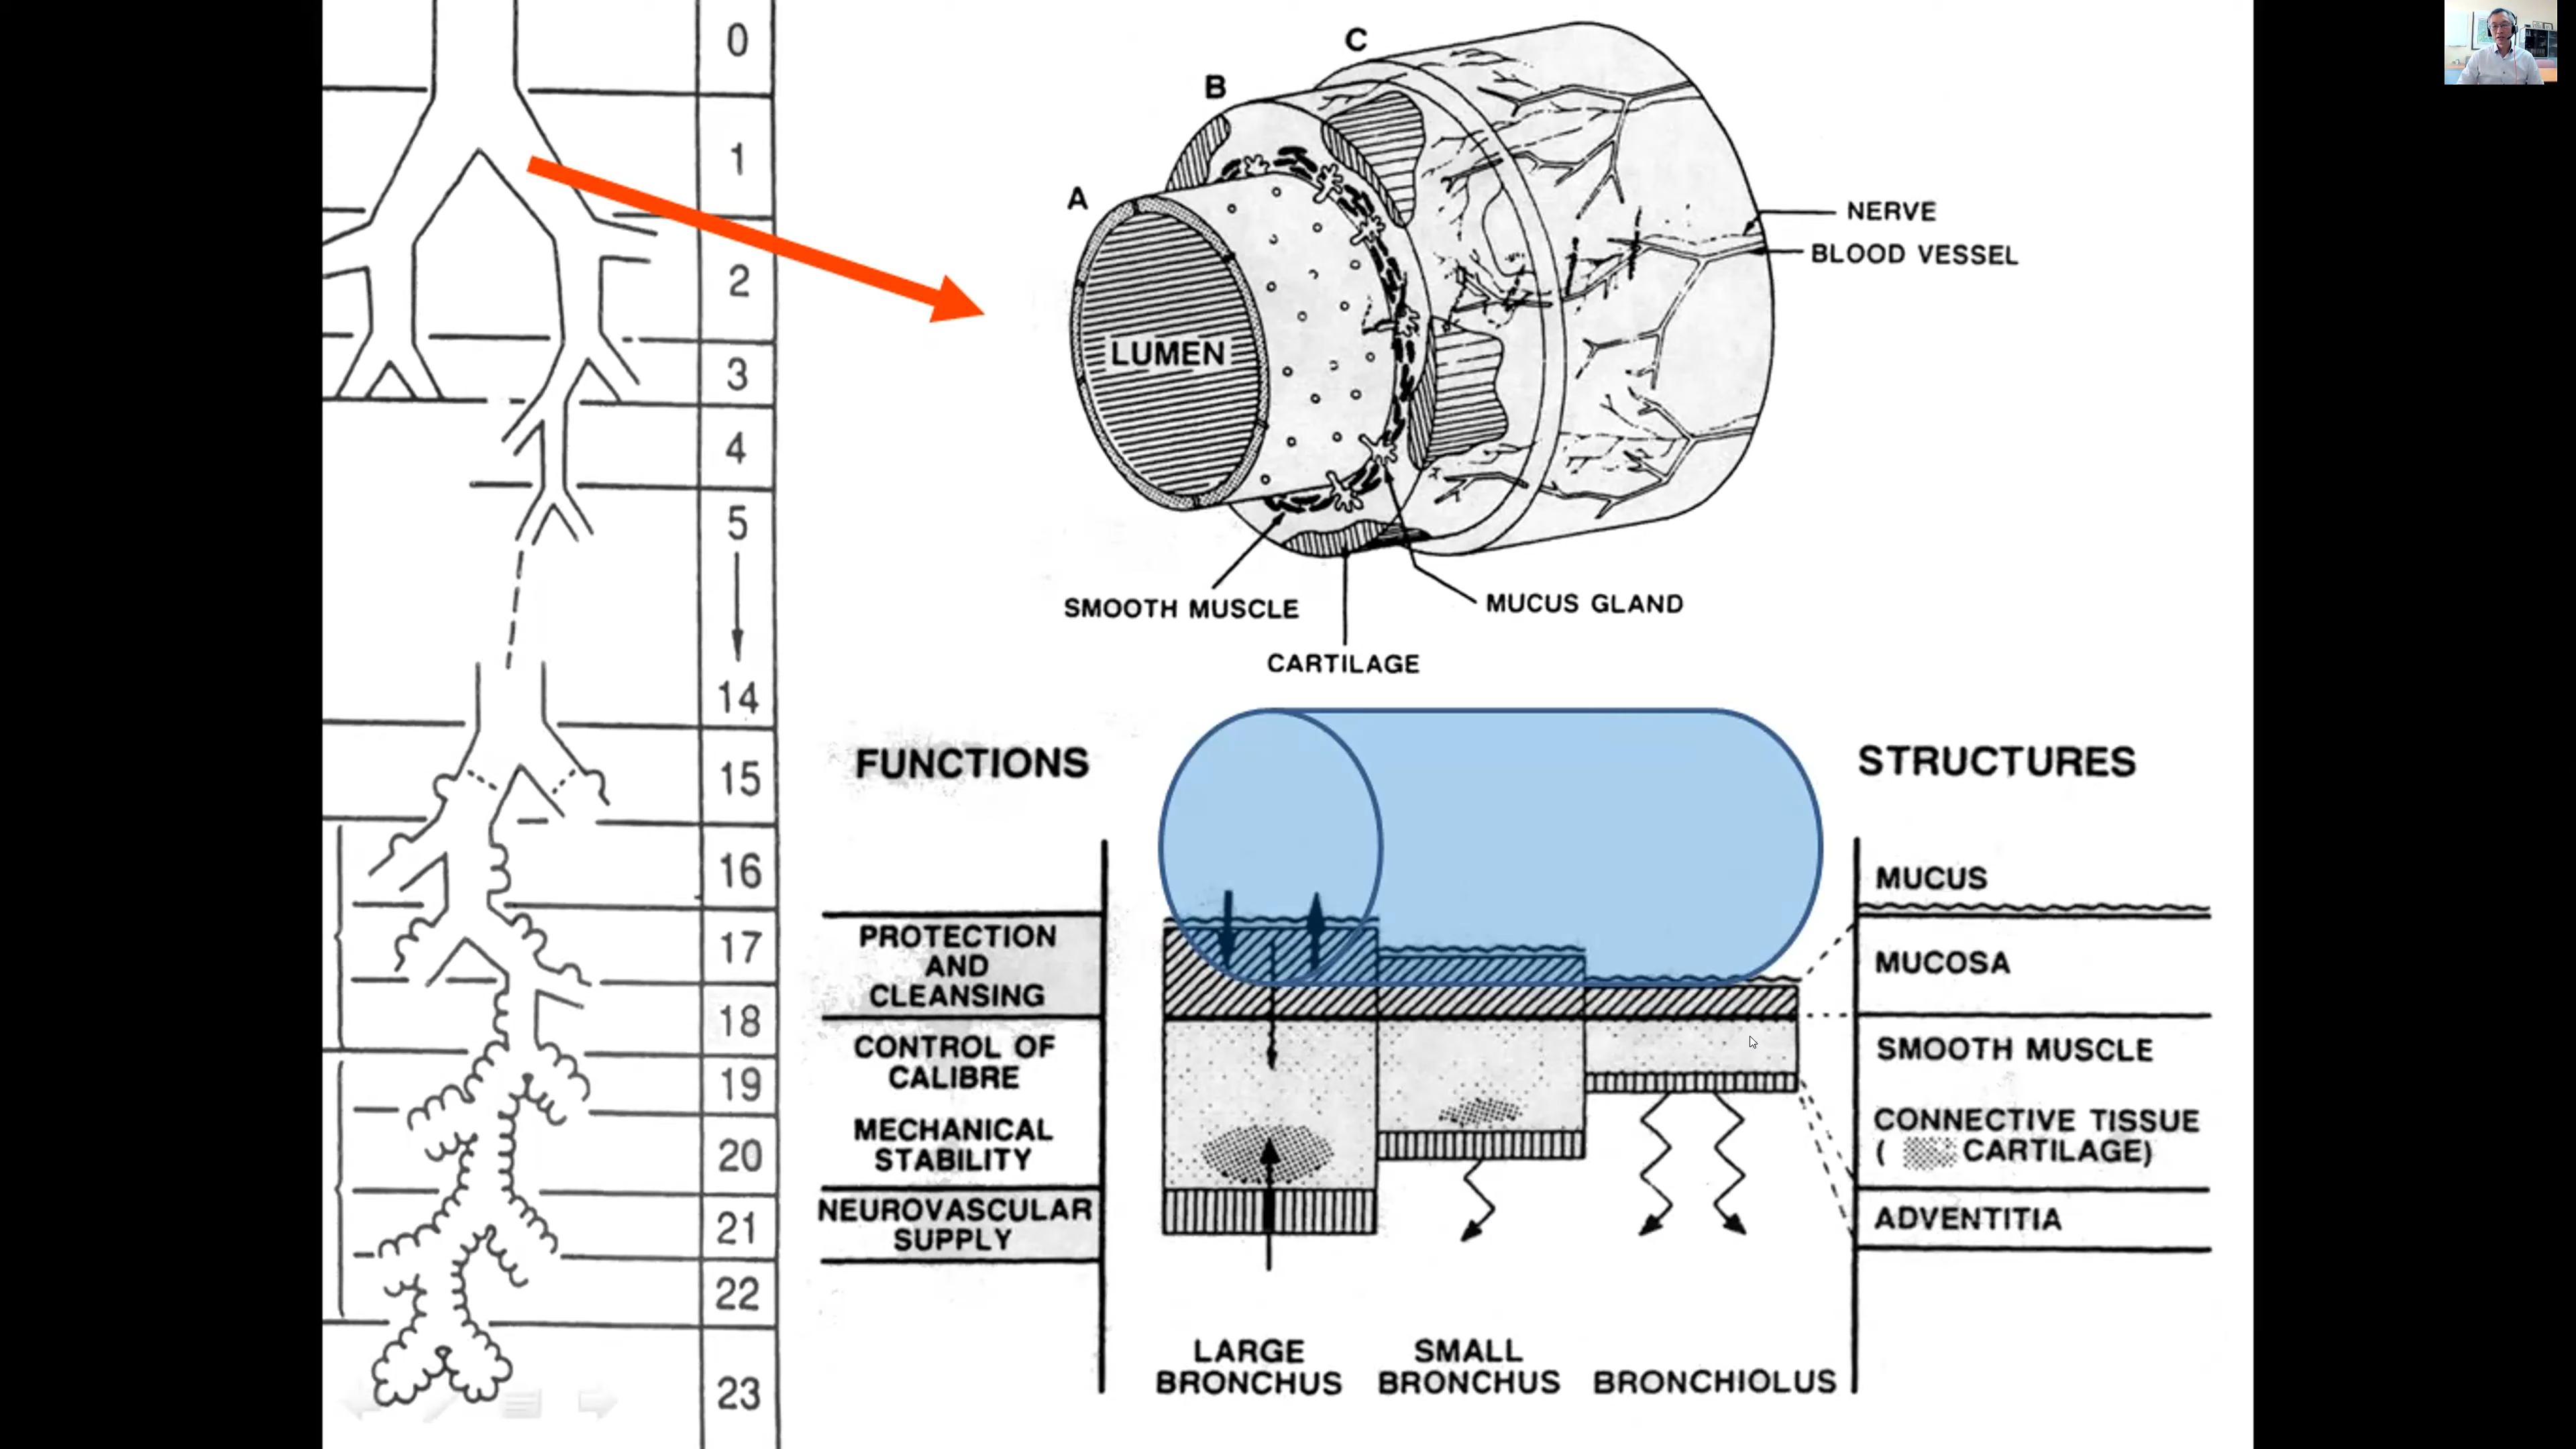 0
1
2
3
4
5
14
15
16
17
18
19
20
21
22
23
C
B
A
LUMEN
NERVE
BLOOD VESSEL
SMOOTH MUSCLE
MUCUS GLAND
CARTILAGE
FUNCTIONS
STRUCTURES
PROTECTION
AND
CLEANSING
CONTROL OF
CALIBRE
MECHANICAL
STABILITY
NEUROVASCULAR
SUPPLY
MUCUS
MUCOSA
SMOOTH MUSCLE
CONNECTIVE TISSUE
( CARTILAGE)
ADVENTITIA
LARGE
BRONCHUS
SMALL
BRONCHUS
BRONCHIOLUS